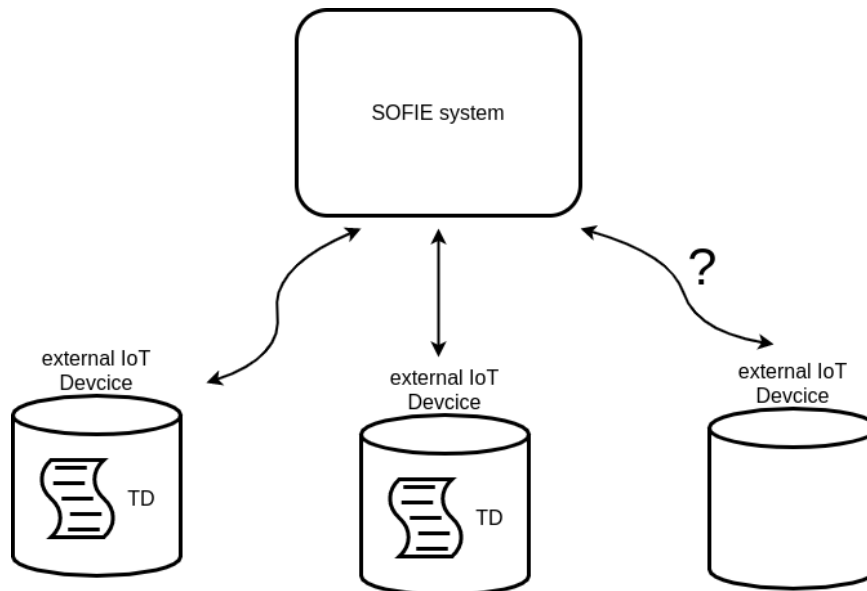 SOFIE system
?
external IoT
Devcice
TD
external IoT
Devcice
TD
external IoT
Devcice